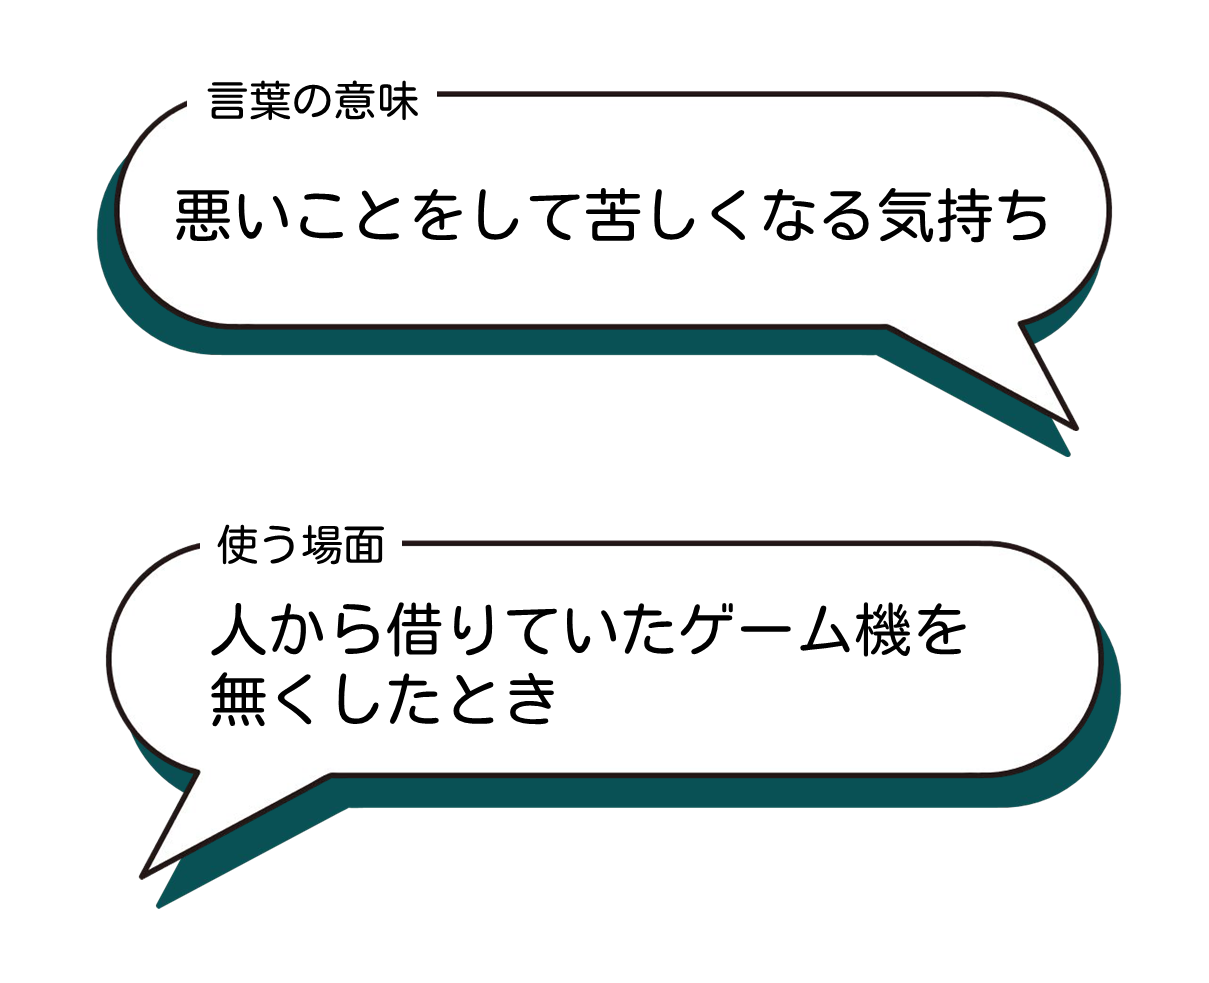 言葉の意味
悪いことをして苦しくなる気持ち
使う場面
人から借りていたゲーム機を
無くしたとき